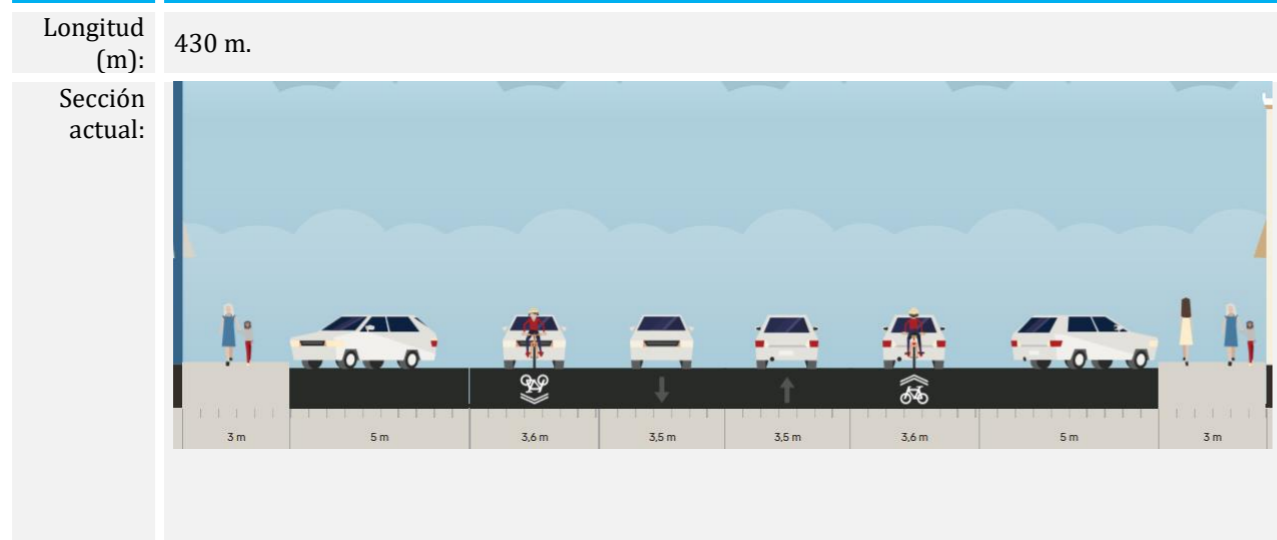 Longitud
(m):
430 m.
Sección
actual:
3 m
5 m
3,6 m
3,5 m
3,5 m
3,6 m
5 m
3 m